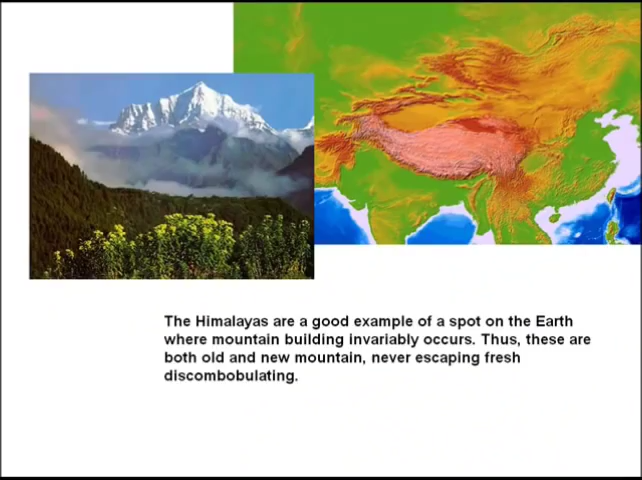 The Himalayas are a good example of a spot on the Earth
where mountain building invariably occurs. Thus, these are
both old and new mountain, never escaping fresh
discombobulating.